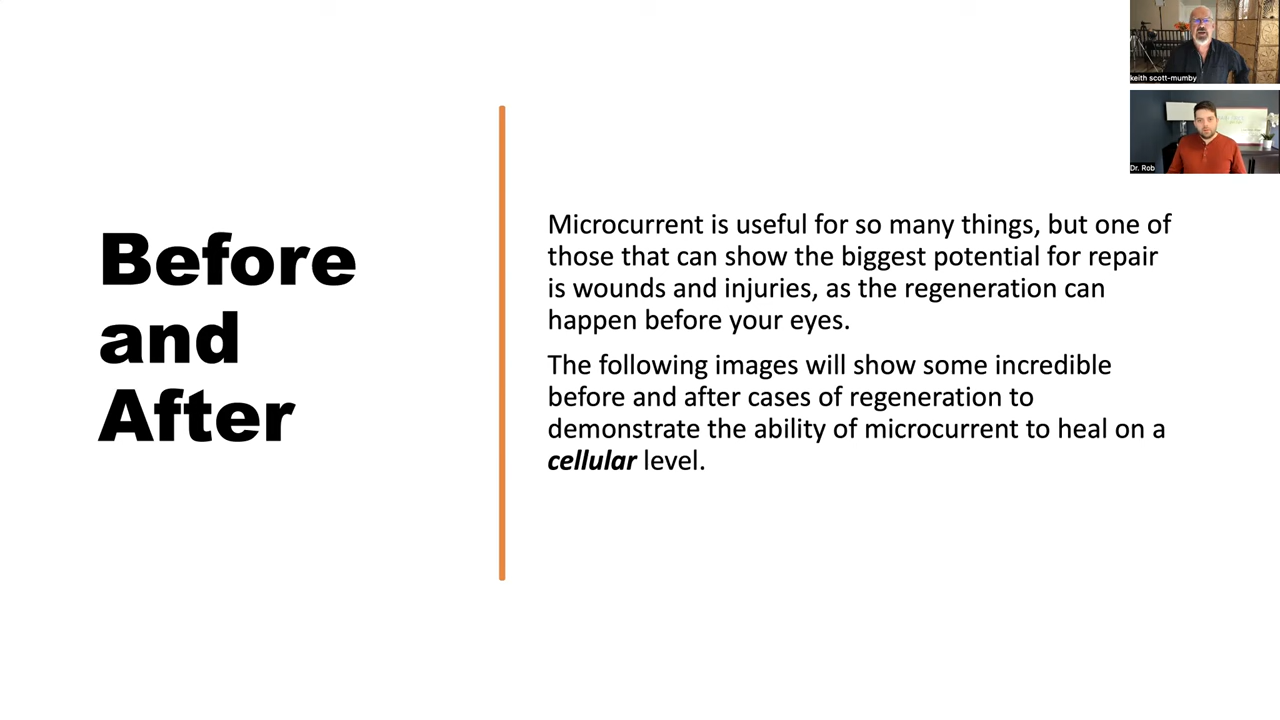 keith scott-mumby
Dr. Rob
Before
and
After
Microcurrent is useful for so many things, but one of
those that can show the biggest potential for repair
is wounds and injuries, as the regeneration can
happen before your eyes.
The following images will show some incredible
before and after cases of regeneration to
demonstrate the ability of microcurrent to heal on a
cellular level.